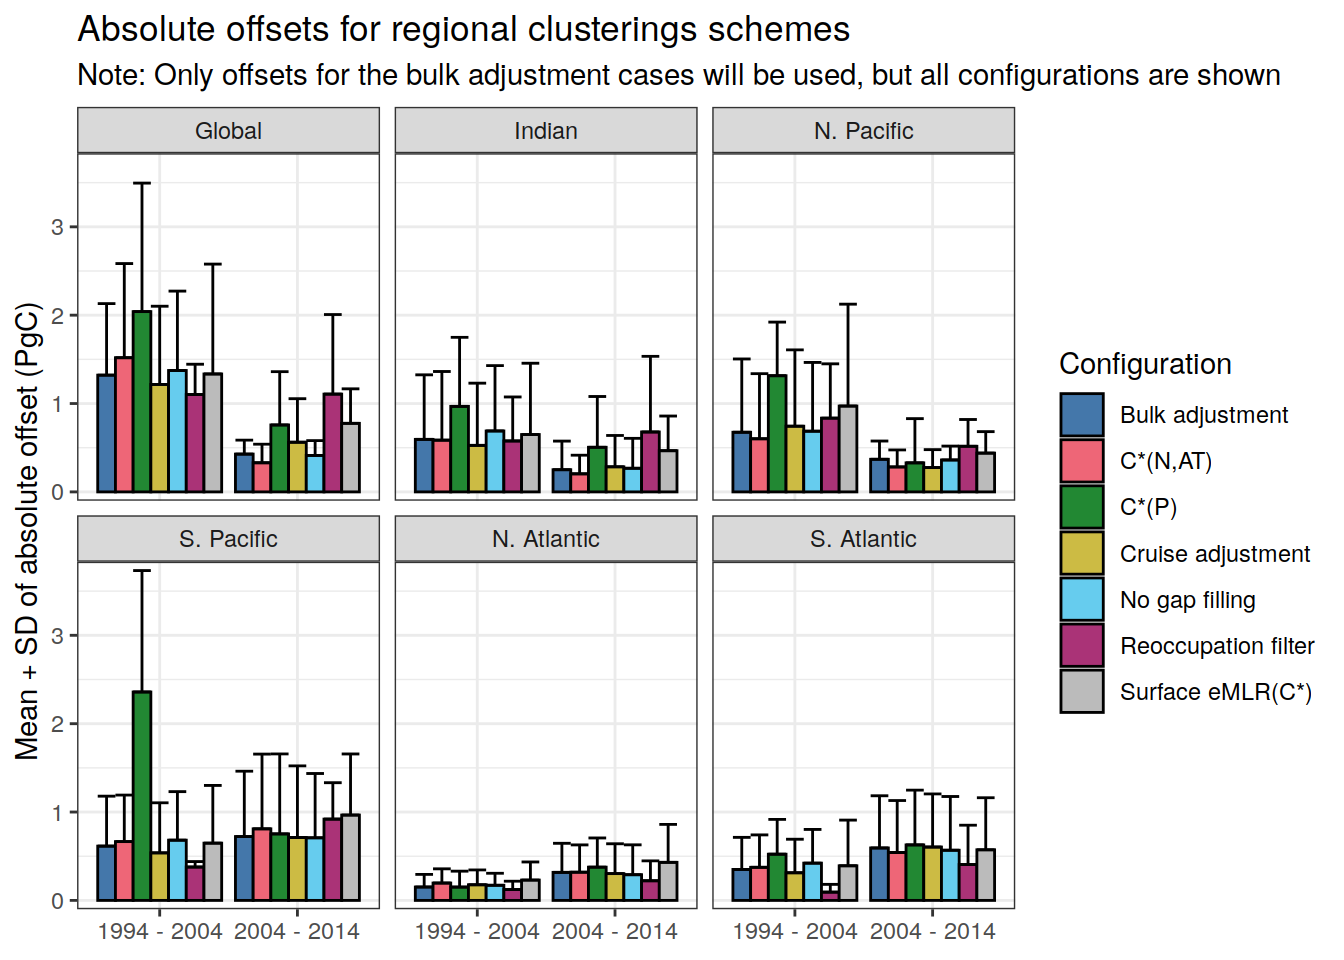 Absolute offsets for regional clusterings schemes
Note: Only offsets for the bulk adjustment cases will be used, but all configurations are shown
Global
Indian
N. Pacific
3
2
1
0
S. Pacific
N. Atlantic
S. Atlantic
3
2
1
0
1994 - 2004
2004 - 2014
1994 - 2004
2004 - 2014
1994 - 2004
2004 - 2014
Mean + SD of absolute offset (PgC)
Configuration
Bulk adjustment
C*(N,AT)
C*(P)
Cruise adjustment
No gap filling
Reoccupation filter
Surface eMLR(C*)